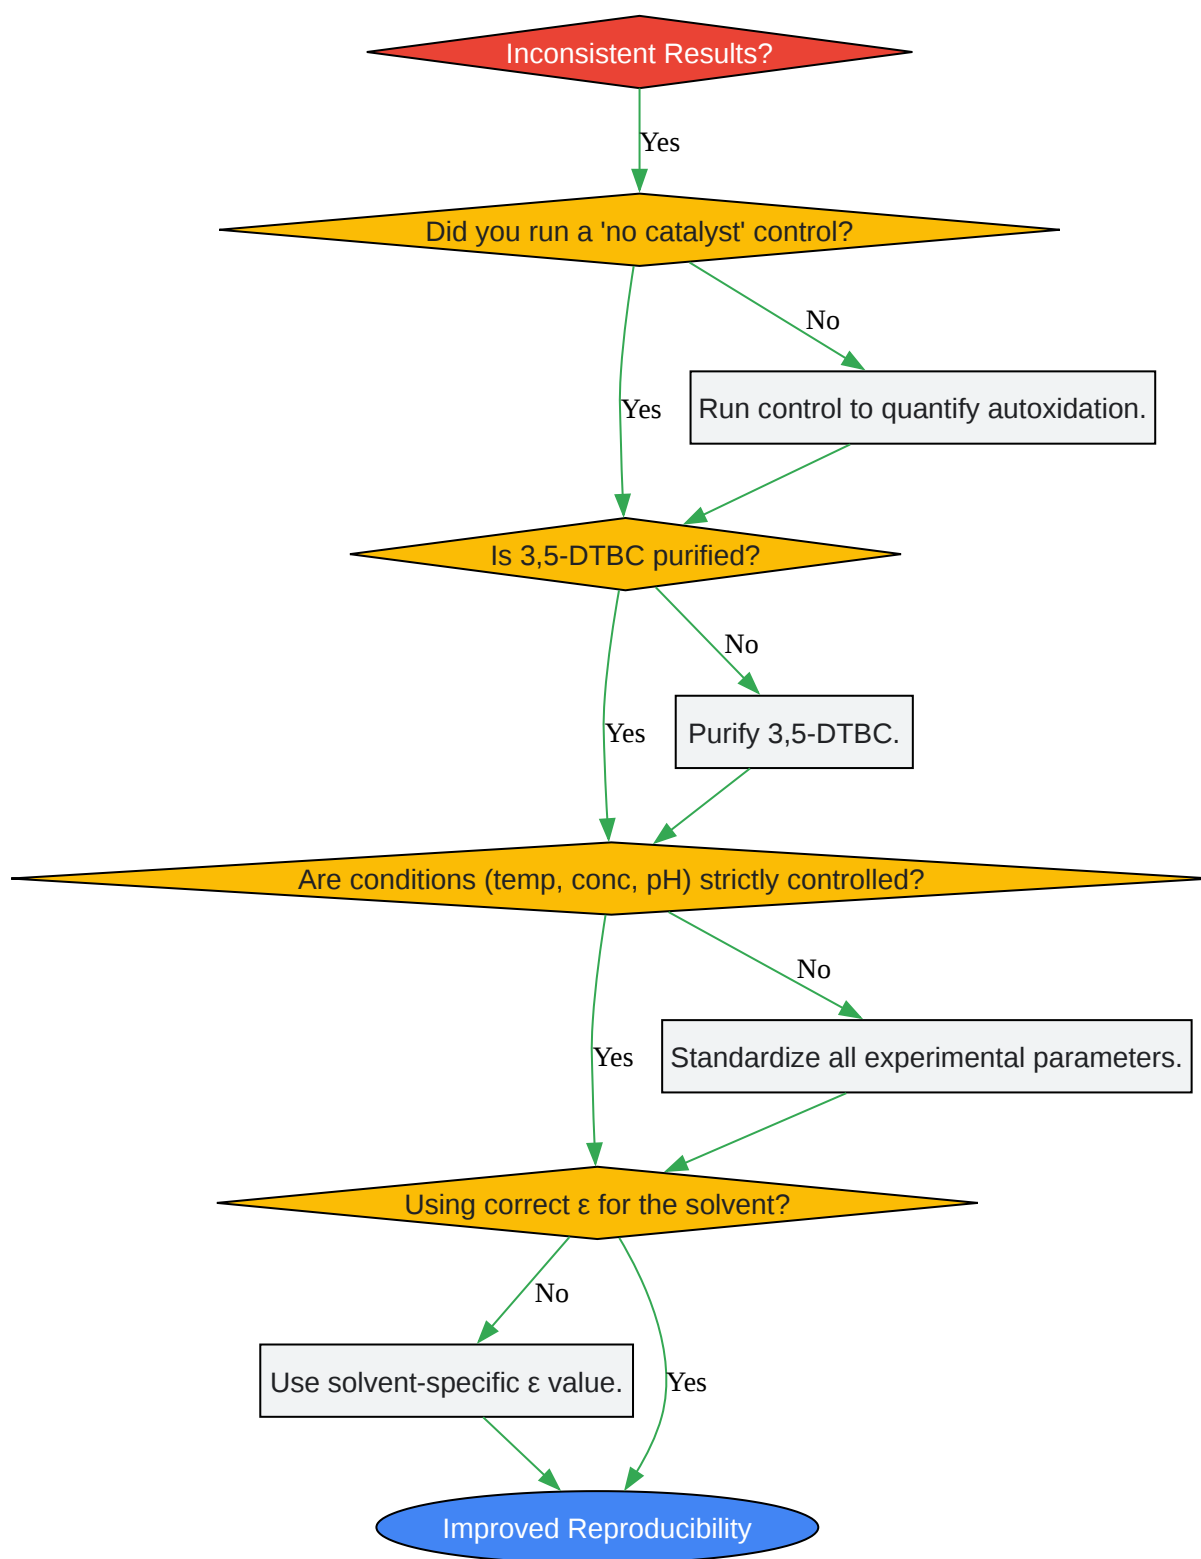 Inconsistent Results?
Yes
Did you run a 'no catalyst' control?
No
Yes
Run control to quantify autoxidation.
Is 3,5-DTBC purified?
No
Yes
Purify 3,5-DTBC.
Are conditions (temp, conc, pH) strictly controlled?
No
Yes
Standardize all experimental parameters.
Using correct ε for the solvent?
No
Use solvent-specific ε value.
Yes
Improved Reproducibility